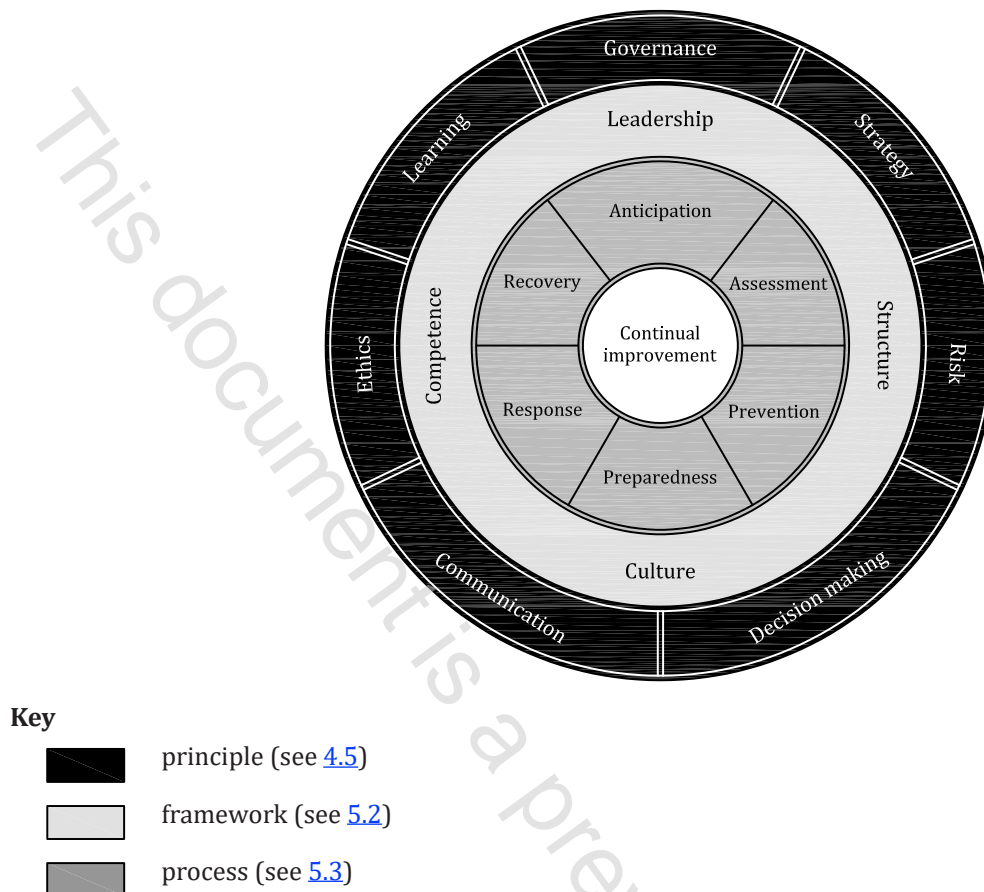 Governance
Learning
Strategy
Leadership
Anticipation
Recovery
Assessment
Ethics
Competence
Continual
improvement
Structure
Risk
Response
Prevention
Preparedness
Culture
Communication
Decision making
This document is a prev
Key
principle (see 4.5)
framework (see 5.2)
process (see 5.3)